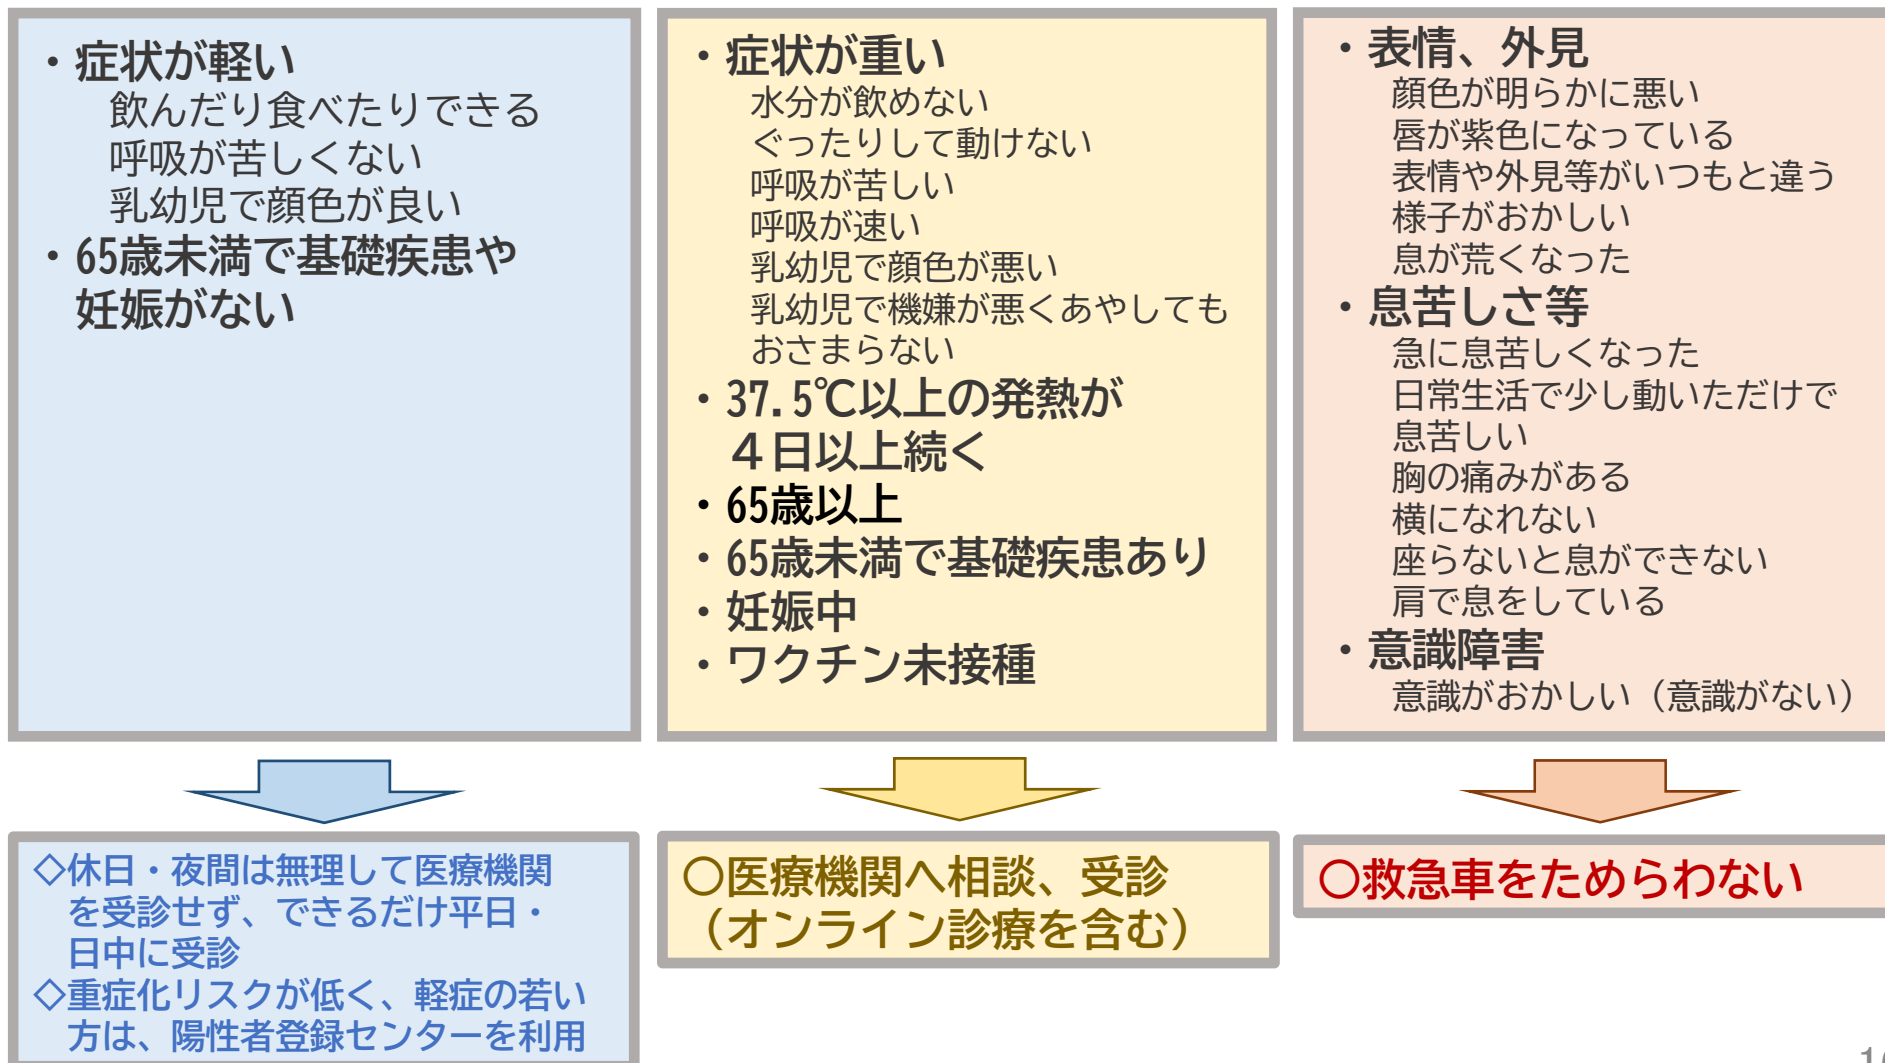 ・症状が軽い
飲んだり食べたりできる
呼吸が苦しくない
乳幼児で顔色が良い
・65歳未満で基礎疾患や
妊娠がない
◇休日・夜間は無理して医療機関
を受診せず、できるだけ平日・
日中に受診
◇重症化リスクが低く、軽症の若い
方は、陽性者登録センターを利用
・症状が重い
水分が飲めない
ぐったりして動けない
呼吸が苦しい
呼吸が速い
乳幼児で顔色が悪い
乳幼児で機嫌が悪くあやしても
おさまらない
・37.5℃以上の発熱が
４日以上続く
・65歳以上
・65歳未満で基礎疾患あり
・妊娠中
・ワクチン未接種
〇医療機関へ相談、受診
（オンライン診療を含む）
・表情、外見
顔色が明らかに悪い
唇が紫色になっている
表情や外見等がいつもと違う
様子がおかしい
息が荒くなった
・息苦しさ等
急に息苦しくなった
日常生活で少し動いただけで
息苦しい
胸の痛みがある
横になれない
座らないと息ができない
肩で息をしている
・意識障害
意識がおかしい（意識がない）
〇救急車をためらわない